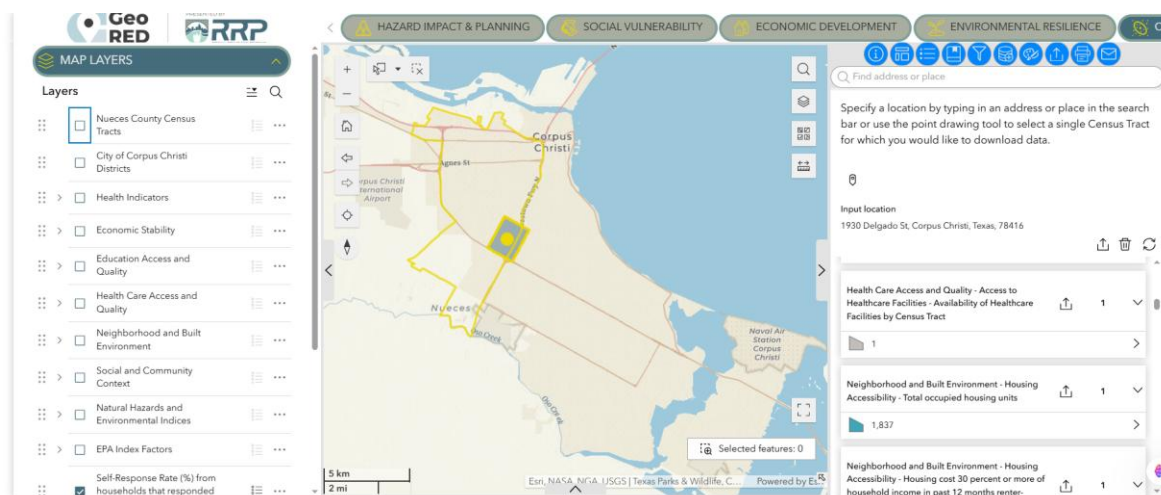 Geo
RED
RRP
HAZARD IMPACT & PLANNING
SOCIAL VULNERABILITY
ECONOMIC DEVELOPMENT
ENVIRONMENTAL RESILIENCE
MAP LAYERS
Layers
Nueces County Census
Tracts
City of Corpus Christi
Districts
Health Indicators
Economic Stability
Education Access and
Quality
Health Care Access and
Quality
Neighborhood and Built
Environment
Social and Community
Context
Natural Hazards and
Environmental Indices
EPA Index Factors
Self-Response Rate (%) from
households that responded
Corpus
Christi
Agnes St
Corpus Christi
International
Airport
Nueces
Oso Creek
Oso Creek
Naval Air
Station
Corpus
Christi
Selected features: 0
5 km
2 mi
Esri, NASA, NGA, USGS | Texas Parks & Wildlife, C...
Powered by Es
Find address or place
Specify a location by typing in an address or place in the search
bar or use the point drawing tool to select a single Census Tract
for which you would like to download data.
Input location
1930 Delgado St, Corpus Christi, Texas, 78416
Health Care Access and Quality - Access to
Healthcare Facilities - Availability of Healthcare
Facilities by Census Tract
1
1
Neighborhood and Built Environment - Housing
Accessibility - Total occupied housing units
1
1,837
Neighborhood and Built Environment - Housing
Accessibility - Housing cost 30 percent or more of
household income in past 12 months renter-
1